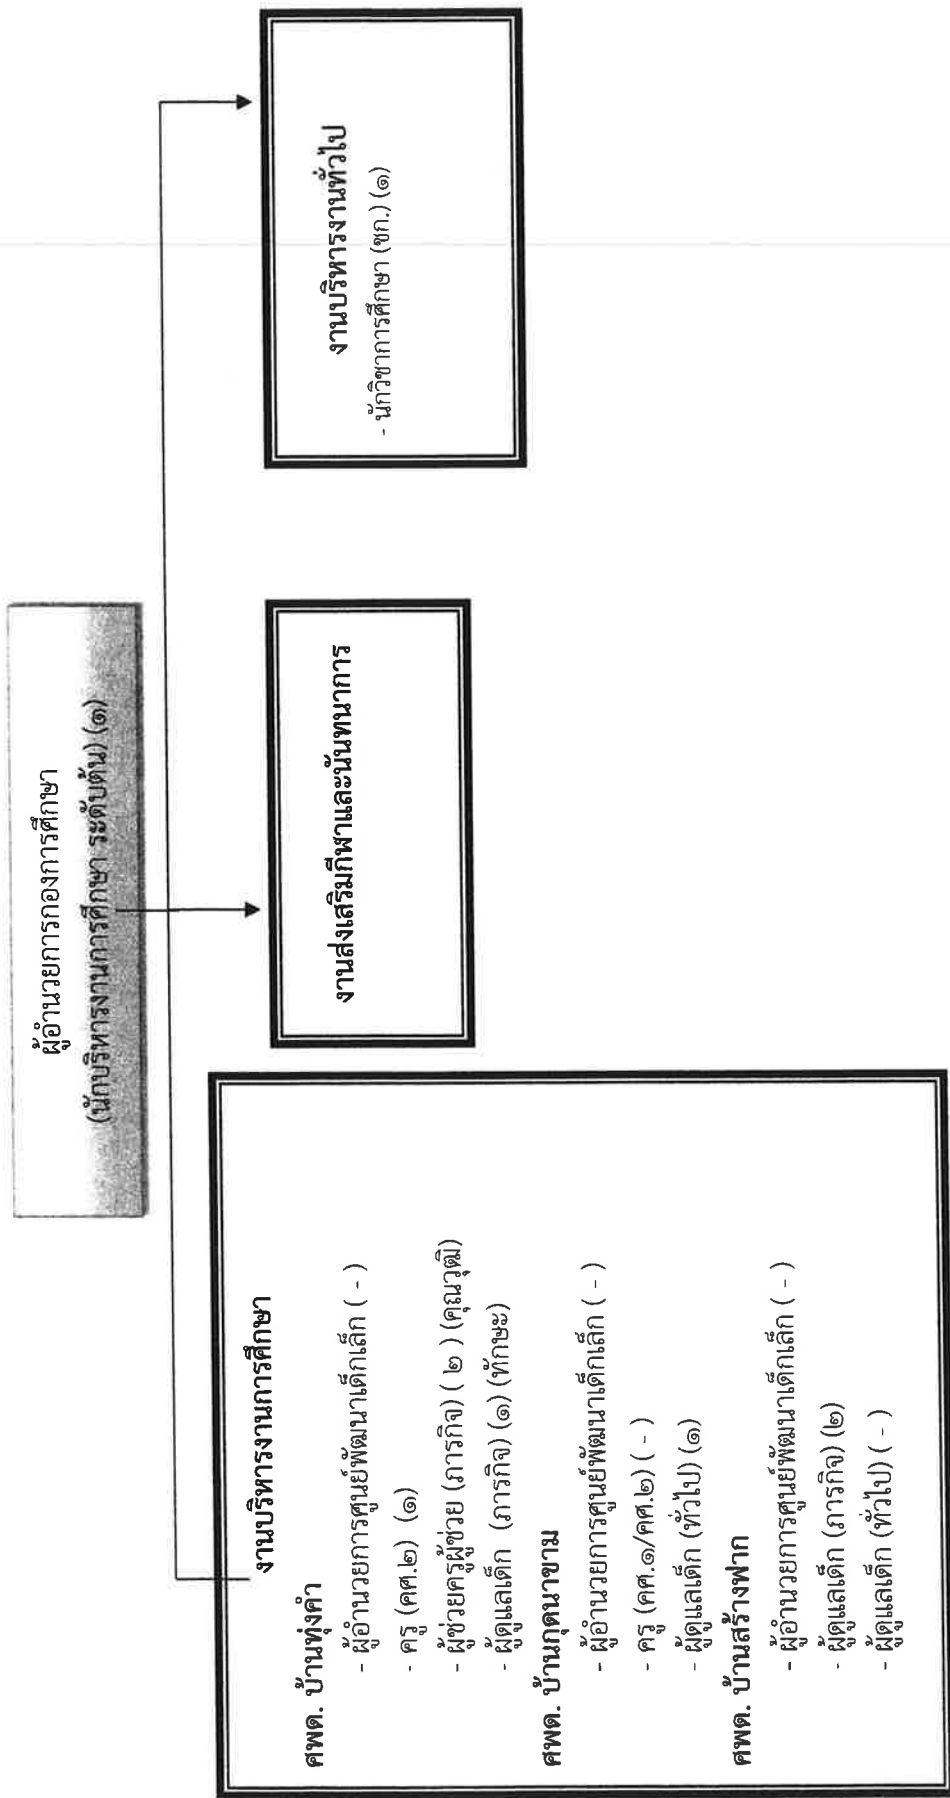 ผู้อำนวยการกองการศึกษา
(นักบริหารงานการศึกษา ระดับต้น) (๑)
งานบริหารงานการศึกษา
ศพด. บ้านทุ่งคำ
- ผู้อำนวยการศูนย์พัฒนาเด็กเล็ก ( - )
- ครู (คศ.๒) (๑)
- ผู้ช่วยครูผู้ช่วย (ภารกิจ) ( ๒ ) (คุณวุฒิ)
- ผู้ดูแลเด็ก (ภารกิจ) (๑) (ทักษะ)
ศพด. บ้านกุดนาขาม
- ผู้อำนวยการศูนย์พัฒนาเด็กเล็ก ( - )
- ครู (คศ.๑/คศ.๒) ( - )
- ผู้ดูแลเด็ก (ทั่วไป) (๑)
ศพด. บ้านสร้างฟาก
- ผู้อำนวยการศูนย์พัฒนาเด็กเล็ก ( - )
- ผู้ดูแลเด็ก (ภารกิจ) (๒)
- ผู้ดูแลเด็ก (ทั่วไป) ( - )
งานส่งเสริมกีฬาและนันทนาการ
งานบริหารงานทั่วไป
- นักวิชาการศึกษา (ชก.) (๑)